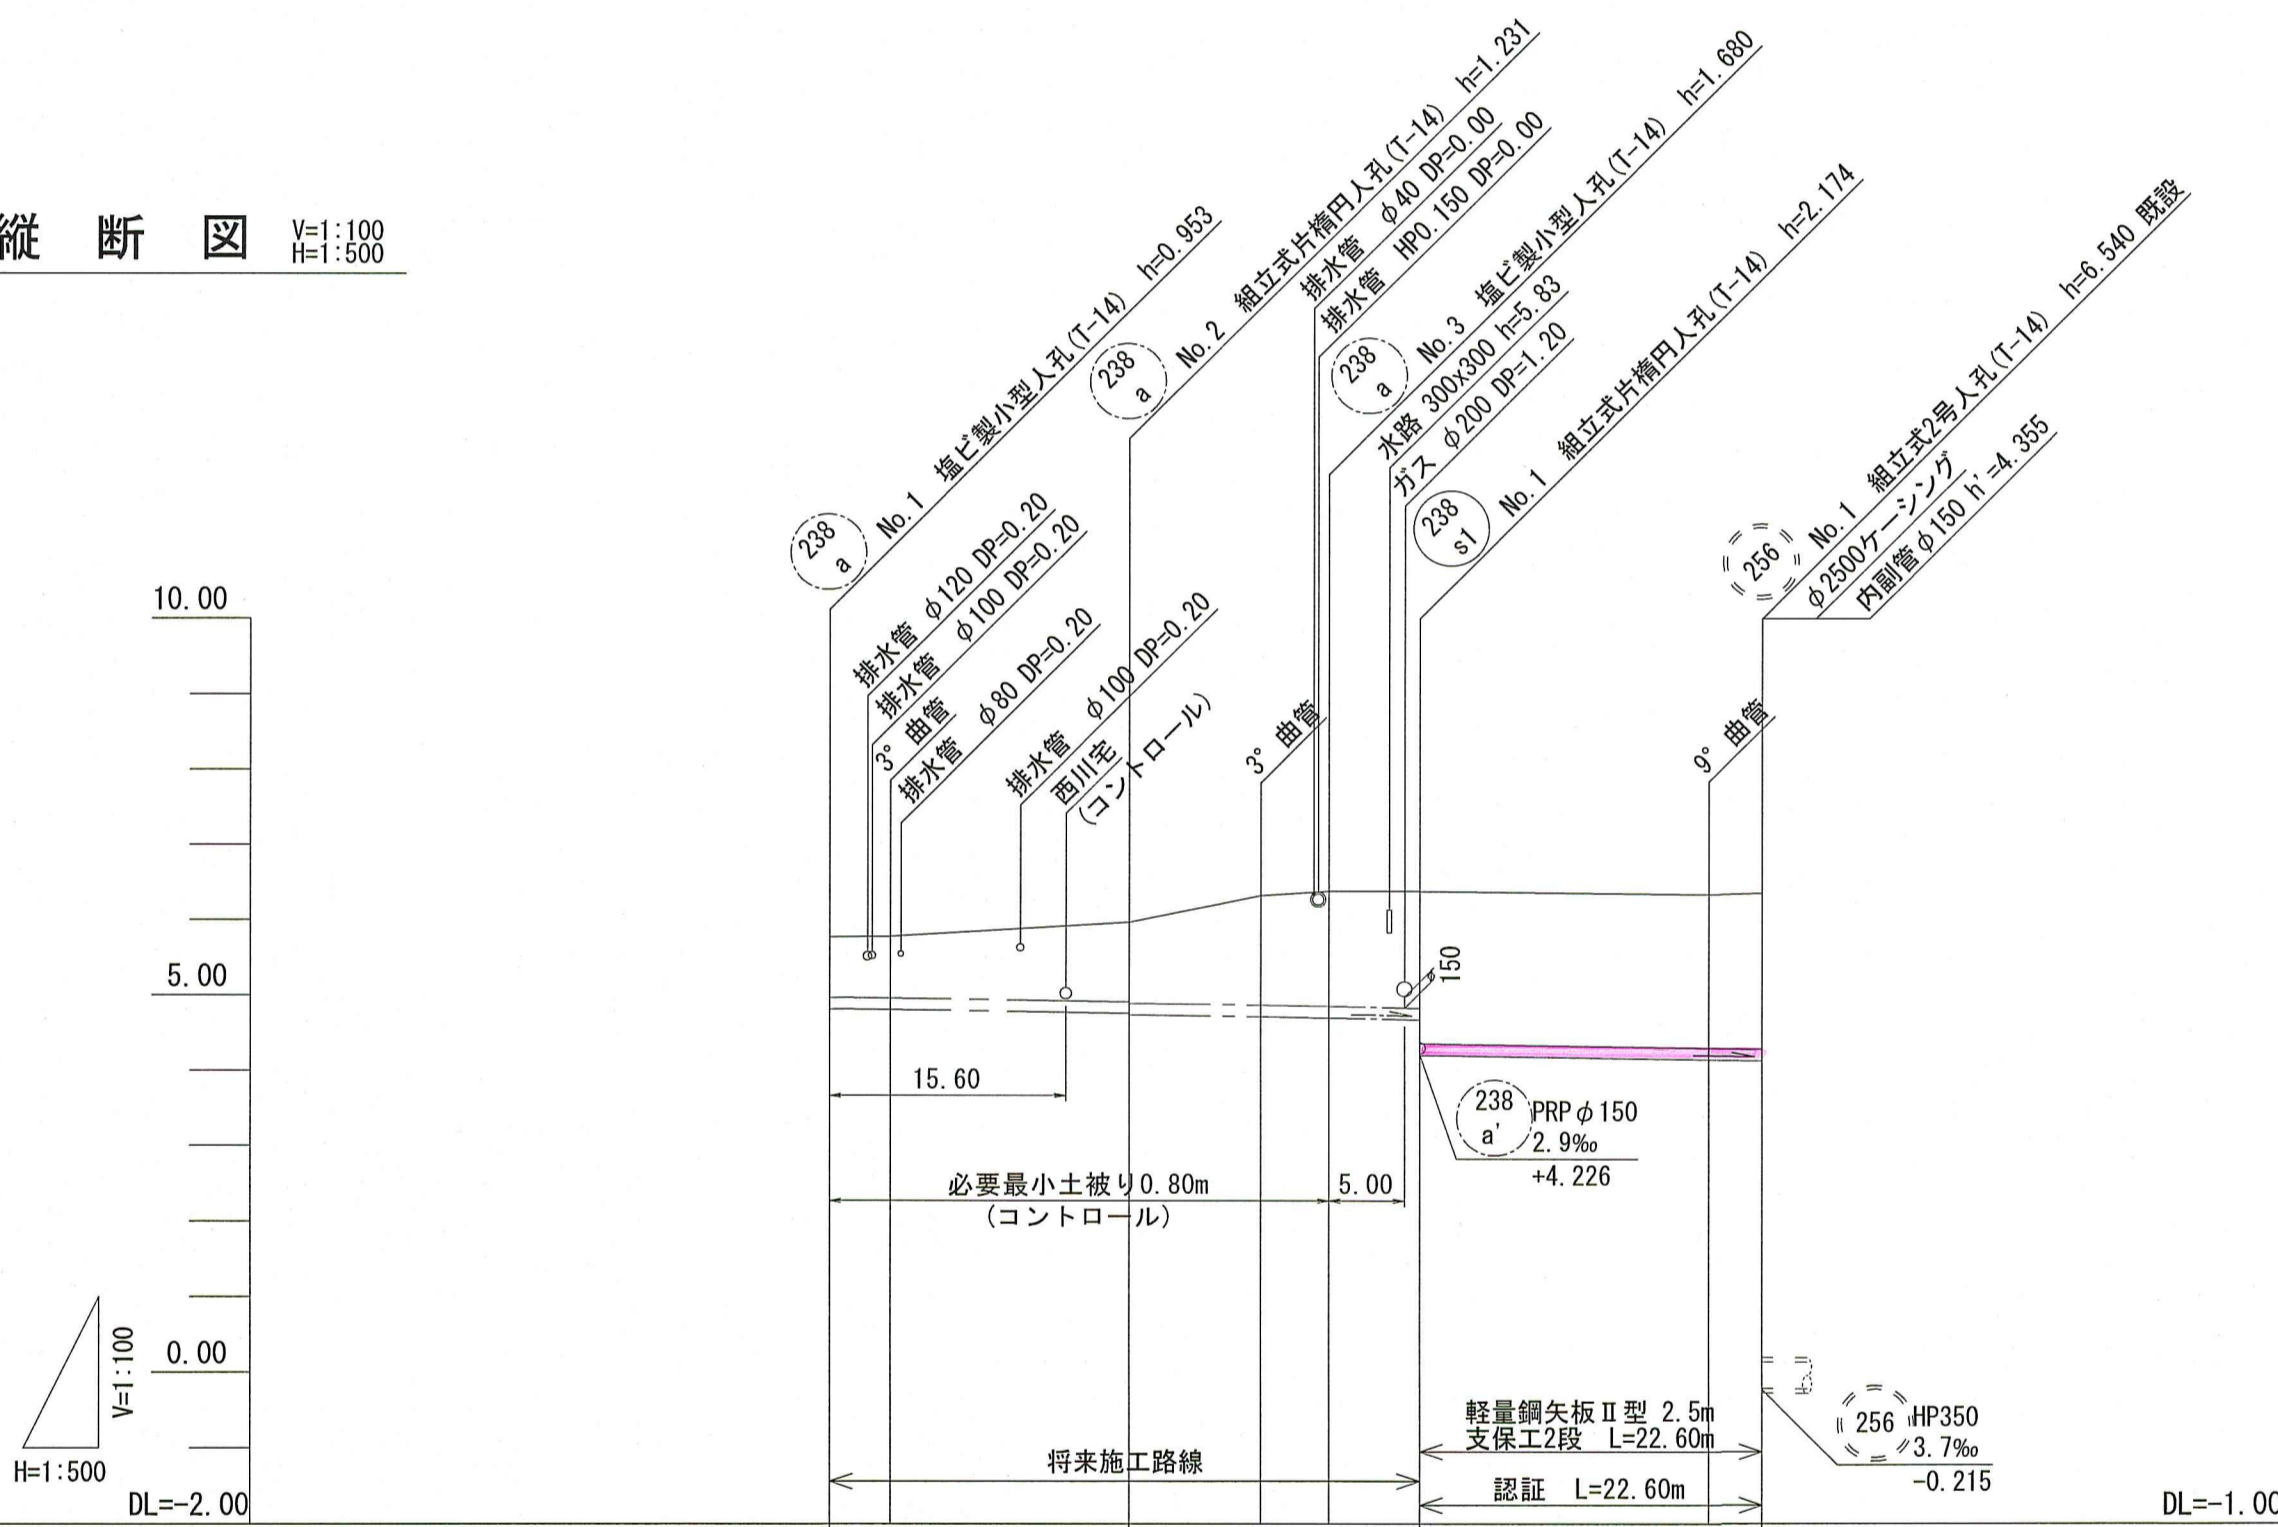 縦 断 図
V=1:100
H=1:500
238
a
No.1 塩ビ製小型人孔(T-14) h=0.953
排水管 φ120 DP=0.20
排水管 φ100 DP=0.20
3° 曲管
排水管 φ80 DP=0.20
排水管 φ100 DP=0.20
西川宅
(コントロール)
238
a
No.2 組立式片楕円人孔(T-14) h=1.231
3° 曲管
排水管 φ40 DP=0.00
排水管 HP0.150 DP=0.00
238
a
No.3 塩ビ製小型人孔(T-14) h=1.680
水路 300x300 h=5.83
ガス φ200 DP=1.20
238
s1
No.1 組立式片楕円人孔(T-14) h=2.174
9° 曲管
256
No.1 組立式2号人孔(T-14) h=6.540 既設
φ2500ケーシング
内副管φ150 h'=4.355
10.00
5.00
0.00
φ150
15.60
238
a'
PRPφ150
2.9‰
+4.226
必要最小土被り0.80m
(コントロール)
5.00
V=1:100
H=1:500
DL=-2.00
将来施工路線
軽量鋼矢板Ⅱ型 2.5m
支保工2段 L=22.60m
認証 L=22.60m
256
HP350
3.7‰
-0.215
DL=-1.00